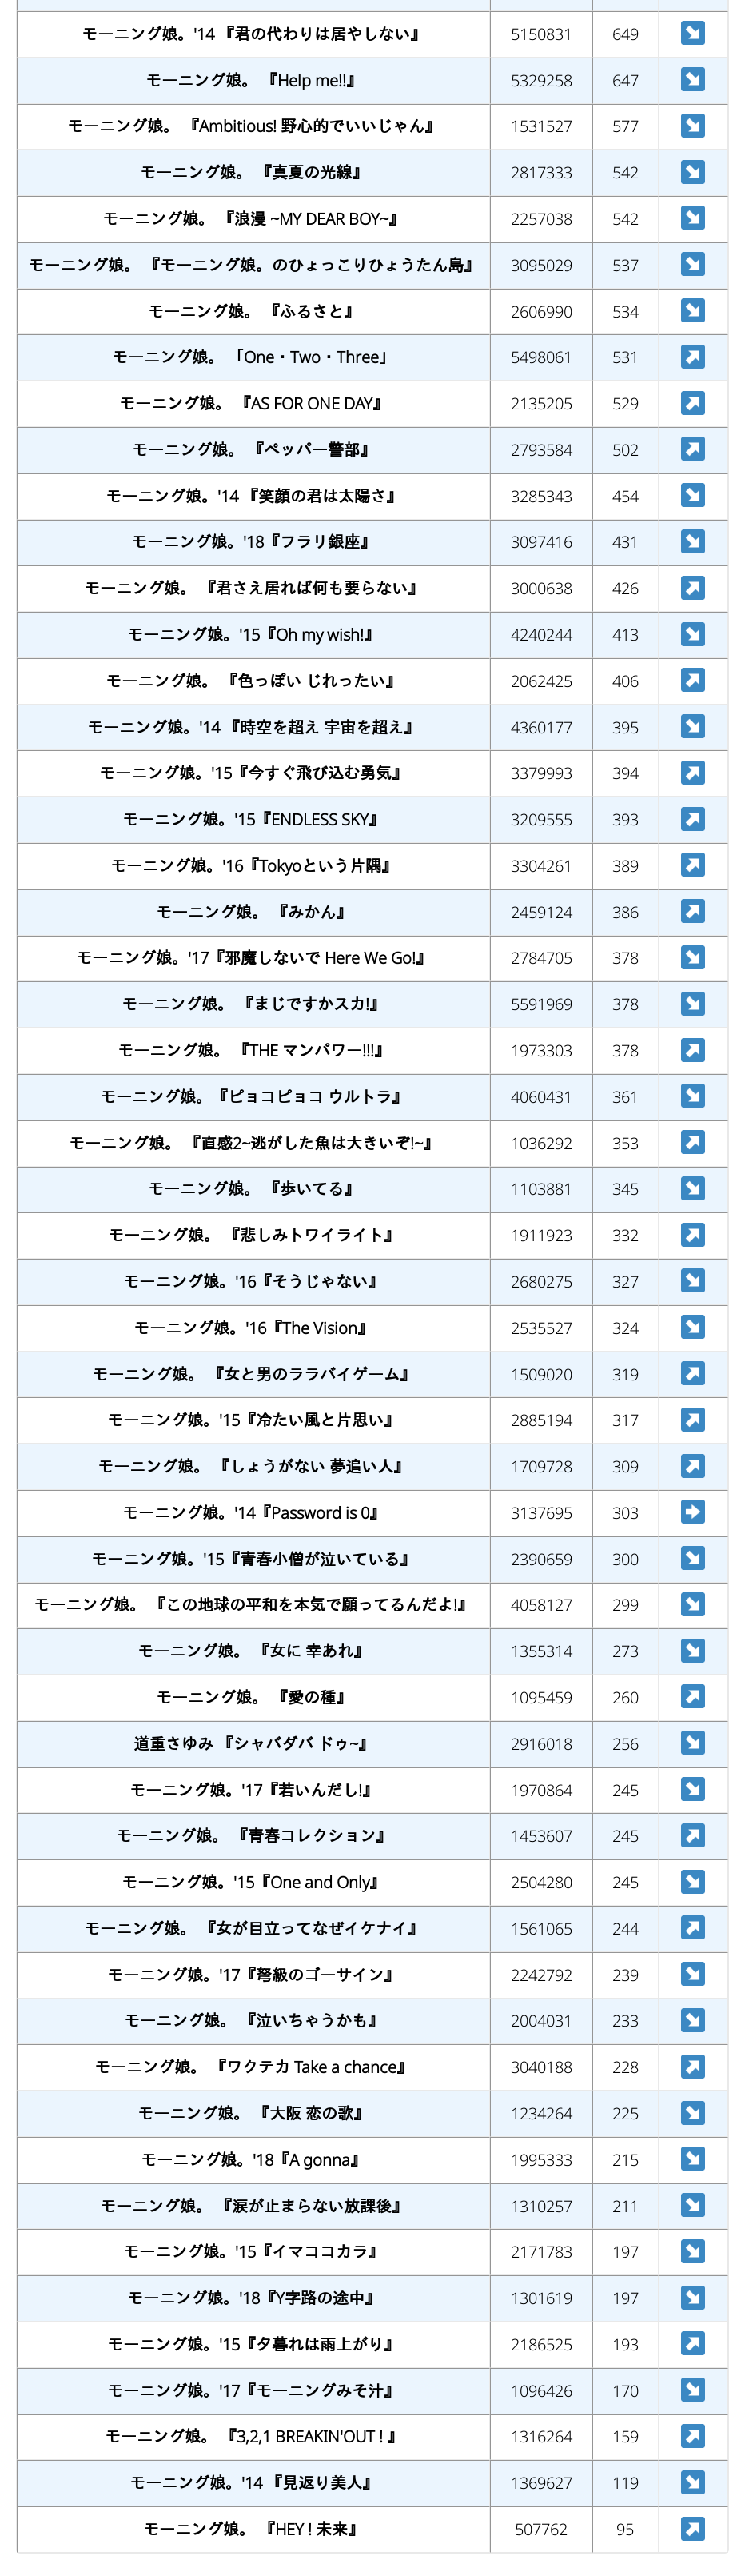 モーニング娘。'14 『君の代わりは居やしない』 5150831 649 ↘
モーニング娘。 『Help me!!』 5329258 647 ↘
モーニング娘。 『Ambitious! 野心的でいいじゃん』 1531527 577 ↘
モーニング娘。 『真夏の光線』 2817333 542 ↘
モーニング娘。 『浪漫 ~MY DEAR BOY~』 2257038 542 ↘
モーニング娘。 『モーニング娘。のひょっこりひょうたん島』 3095029 537 ↘
モーニング娘。 『ふるさと』 2606990 534 ↘
モーニング娘。 「One・Two・Three」 5498061 531 ↗
モーニング娘。 『AS FOR ONE DAY』 2135205 529 ↗
モーニング娘。 『ペッパー警部』 2793584 502 ↗
モーニング娘。'14 『笑顔の君は太陽さ』 3285343 454 ↘
モーニング娘。'18『フラリ銀座』 3097416 431 ↘
モーニング娘。 『君さえ居れば何も要らない』 3000638 426 ↗
モーニング娘。'15『Oh my wish!』 4240244 413 ↘
モーニング娘。 『色っぽい じれったい』 2062425 406 ↗
モーニング娘。'14 『時空を超え 宇宙を超え』 4360177 395 ↘
モーニング娘。'15『今すぐ飛び込む勇気』 3379993 394 ↗
モーニング娘。'15『ENDLESS SKY』 3209555 393 ↗
モーニング娘。'16『Tokyoという片隅』 3304261 389 ↗
モーニング娘。 『みかん』 2459124 386 ↗
モーニング娘。'17『邪魔しないで Here We Go!』 2784705 378 ↘
モーニング娘。 『まじですかスカ!』 5591969 378 ↘
モーニング娘。 『THE マンパワー!!!』 1973303 378 ↗
モーニング娘。『ピョコピョコ ウルトラ』 4060431 361 ↘
モーニング娘。 『直感2~逃がした魚は大きいぞ!~』 1036292 353 ↗
モーニング娘。 『歩いてる』 1103881 345 ↘
モーニング娘。 『悲しみトワイライト』 1911923 332 ↗
モーニング娘。'16『そうじゃない』 2680275 327 ↘
モーニング娘。'16『The Vision』 2535527 324 ↘
モーニング娘。 『女と男のララバイゲーム』 1509020 319 ↗
モーニング娘。'15『冷たい風と片思い』 2885194 317 ↗
モーニング娘。 『しょうがない 夢追い人』 1709728 309 ↗
モーニング娘。'14『Password is 0』 3137695 303 →
モーニング娘。'15『青春小僧が泣いている』 2390659 300 ↘
モーニング娘。 『この地球の平和を本気で願ってるんだよ!』 4058127 299 ↘
モーニング娘。 『女に 幸あれ』 1355314 273 ↘
モーニング娘。 『愛の種』 1095459 260 ↗
道重さゆみ 『シャバダバ ドゥ~』 2916018 256 ↘
モーニング娘。'17『若いんだし!』 1970864 245 ↘
モーニング娘。 『青春コレクション』 1453607 245 ↗
モーニング娘。'15『One and Only』 2504280 245 ↘
モーニング娘。 『女が目立ってなぜイケナイ』 1561065 244 ↗
モーニング娘。'17『弩級のゴーサイン』 2242792 239 ↘
モーニング娘。 『泣いちゃうかも』 2004031 233 ↘
モーニング娘。 『ワクテカ Take a chance』 3040188 228 ↗
モーニング娘。 『大阪 恋の歌』 1234264 225 ↘
モーニング娘。'18『A gonna』 1995333 215 ↘
モーニング娘。 『涙が止まらない放課後』 1310257 211 ↘
モーニング娘。'15『イマココカラ』 2171783 197 ↘
モーニング娘。'18『Y字路の途中』 1301619 197 ↘
モーニング娘。'15『夕暮れは雨上がり』 2186525 193 ↗
モーニング娘。'17『モーニングみそ汁』 1096426 170 ↘
モーニング娘。 『3,2,1 BREAKIN'OUT ! 』 1316264 159 ↗
モーニング娘。'14 『見返り美人』 1369627 119 ↘
モーニング娘。 『HEY ! 未来』 507762 95 ↗